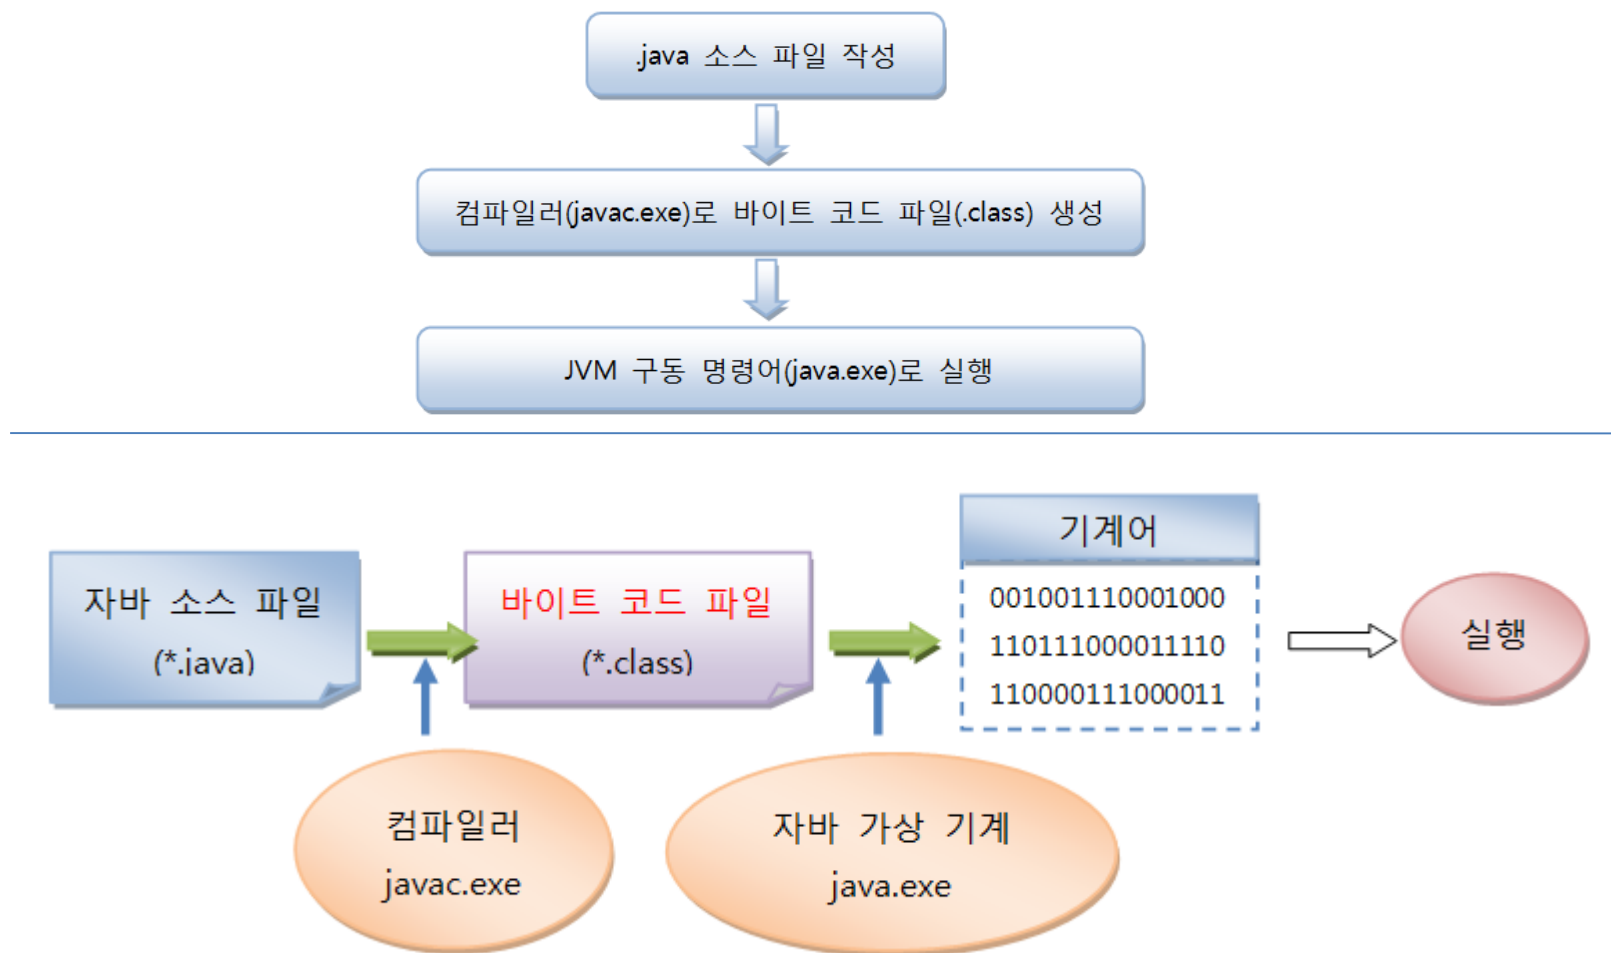 .java 소스 파일 작성
컴파일러(javac.exe)로 바이트 코드 파일(.class) 생성
JVM 구동 명령어(java.exe)로 실행
자바 소스 파일
(*.java)
바이트 코드 파일
(*.class)
기계어
001001110001000
110111000011110
110000111000011
실행
컴파일러
javac.exe
자바 가상 기계
java.exe